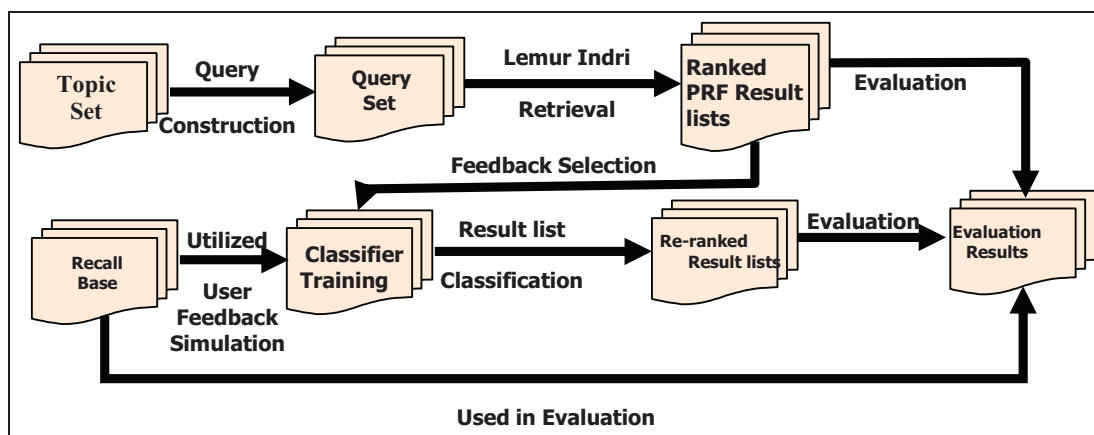 Topic
Set
Query
Construction
Query
Set
Lemur Indri
Retrieval
Ranked
PRF Result
lists
Evaluation
Feedback Selection
Recall
Base
Utilized
User
Feedback
Simulation
Classifier
Training
Result list
Classification
Re-ranked
Result lists
Evaluation
Evaluation
Results
Used in Evaluation